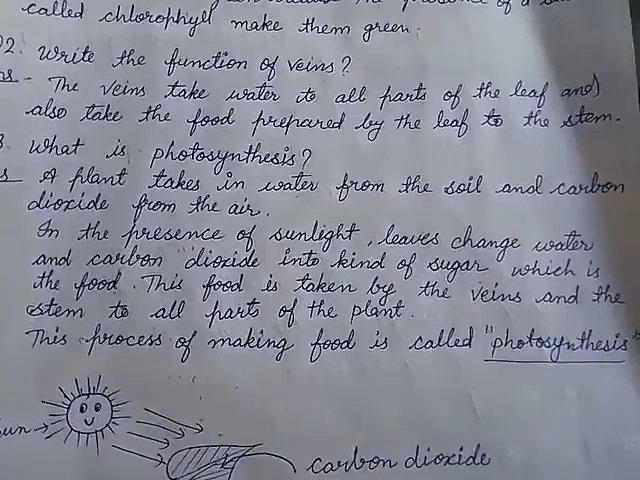 called chlorophyll make them green.
Q2. Write the function of veins?
Ans - The veins take water to all parts of the leaf and
also take the food prepared by the leaf to the stem.
3 What is photosynthesis?
A plant takes in water from the soil and carbon
dioxide from the air.
In the presence of sunlight, leaves change water
and carbon dioxide into kind of sugar which is
the food. This food is taken by the veins and the
stem to all parts of the plant.
This process of making food is called "photosynthesis"
Sun
carbon dioxide